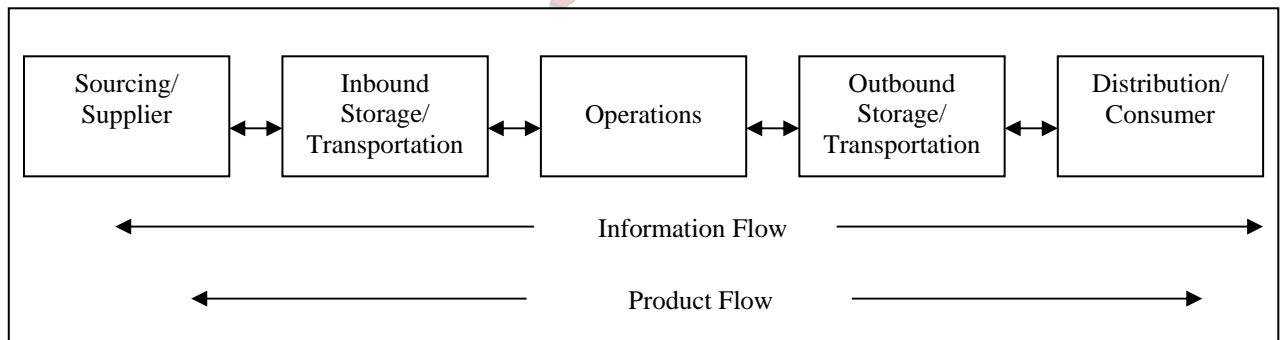 Sourcing/
Supplier
Inbound
Storage/
Transportation
Operations
Outbound
Storage/
Transportation
Distribution/
Consumer
Information Flow
Product Flow